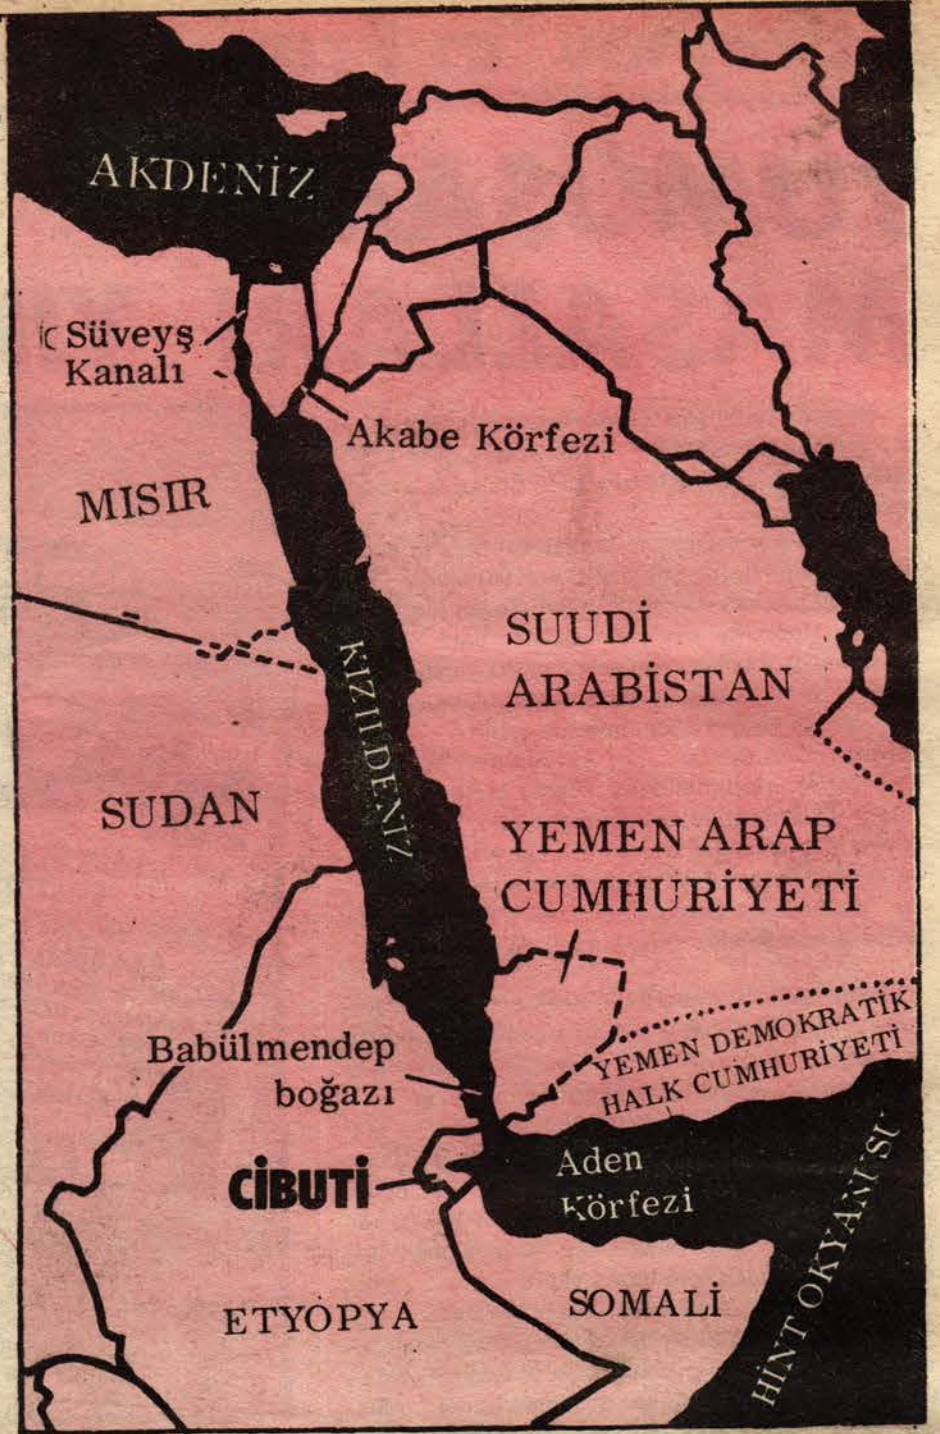 AKDENİZ
Süveyş
Kanalı
Akabe Körfezi
MISIR
SUUDİ
ARABİSTAN
KIZILDENİZ
SUDAN
YEMEN ARAP
CUMHURİYETİ
Babülmendep
boğazı
YEMEN DEMOKRATİK
HALK CUMHURİYETİ
CİBUTİ
Aden
Körfezi
HİNT OKYANUSU
ETYOPYA
SOMALİ